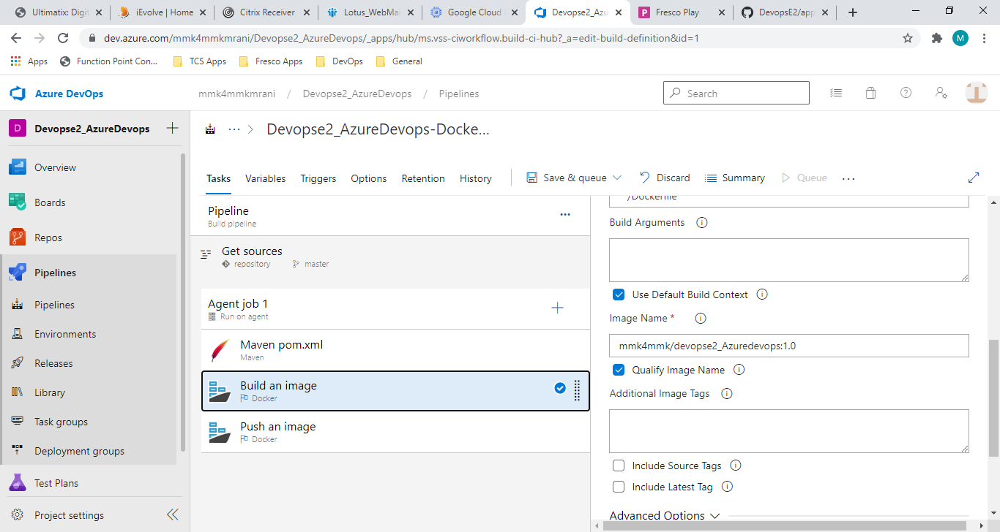 Ultimatix: Digit
iEvolve | Home
Citrix Receiver
Lotus_WebMai
Google Cloud
Devopse2_Azu
Fresco Play
DevopsE2/app
dev.azure.com/mmk4mmkmrani/Devopse2_AzureDevops/_apps/hub/ms.vss-ciworkflow.build-ci-hub?_a=edit-build-definition&id=1
M
Apps
Function Point Con...
TCS Apps
Fresco Apps
DevOps
General
Azure DevOps
mmk4mmkmrani / Devopse2_AzureDevops / Pipelines
Search
D Devopse2_AzureDevops
Overview
Boards
Repos
Pipelines
Pipelines
Environments
Releases
Library
Task groups
Deployment groups
Test Plans
Project settings
... > Devopse2_AzureDevops-Docke...
Tasks
Variables
Triggers
Options
Retention
History
Save & queue
Discard
Summary
Queue
...
Pipeline
Build pipeline
Get sources
repository
master
Agent job 1
Run on agent
Maven pom.xml
Maven
Build an image
Docker
Push an image
Docker
/Dockerfile
Build Arguments
Use Default Build Context
Image Name *
mmk4mmk/devopse2_Azuredevops:1.0
Qualify Image Name
Additional Image Tags
Include Source Tags
Include Latest Tag
Advanced Options